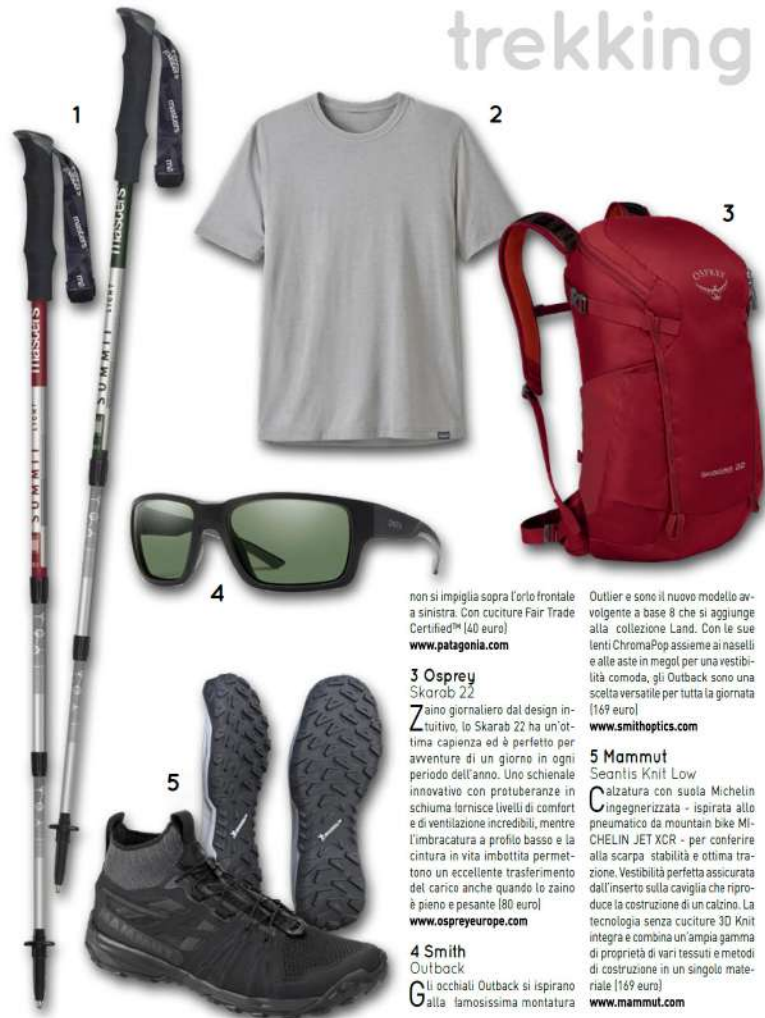 trekking
1
2
3
4
5
masters
SUMMIT
LIGHT
masters
SUMMIT
LIGHT
OSPREY
non si impiglia sopra l'orlo frontale
a sinistra. Con cuciture Fair Trade
Certified™ (40 euro)
www.patagonia.com
3 Osprey
Skarab 22
Zaino giornaliero dal design in-
tuitivo, lo Skarab 22 ha un'ot-
tima capienza ed è perfetto per
avventure di un giorno in ogni
periodo dell'anno. Uno schienale
innovativo con protuberanze in
schiuma fornisce livelli di comfort
e di ventilazione incredibili, mentre
l'imbracatura a profilo basso e la
cintura in vita imbottita permet-
tono un eccellente trasferimento
del carico anche quando lo zaino
è pieno e pesante (80 euro)
www.ospreyeurope.com
4 Smith
Outback
Gli occhiali Outback si ispirano
alla famosissima montatura
Outlier e sono il nuovo modello av-
volgente a base 8 che si aggiunge
alla collezione Land. Con le sue
lenti ChromaPop assieme ai naselli
e alle aste in megol per una vestibi-
lità comoda, gli Outback sono una
scelta versatile per tutta la giornata
(169 euro)
www.smithoptics.com
5 Mammut
Seantis Knit Low
Calzatura con suola Michelin
ingegnerizzata - ispirata allo
pneumatico da mountain bike MI-
CHELIN JET XCR - per conferire
alla scarpa stabilità e ottima tra-
zione. Vestibilità perfetta assicurata
dall'inserto sulla caviglia che ripro-
duce la costruzione di un calzino. La
tecnologia senza cuciture 3D Knit
integra e combina un'ampia gamma
di proprietà di vari tessuti e metodi
di costruzione in un singolo mate-
riale (169 euro)
www.mammut.com